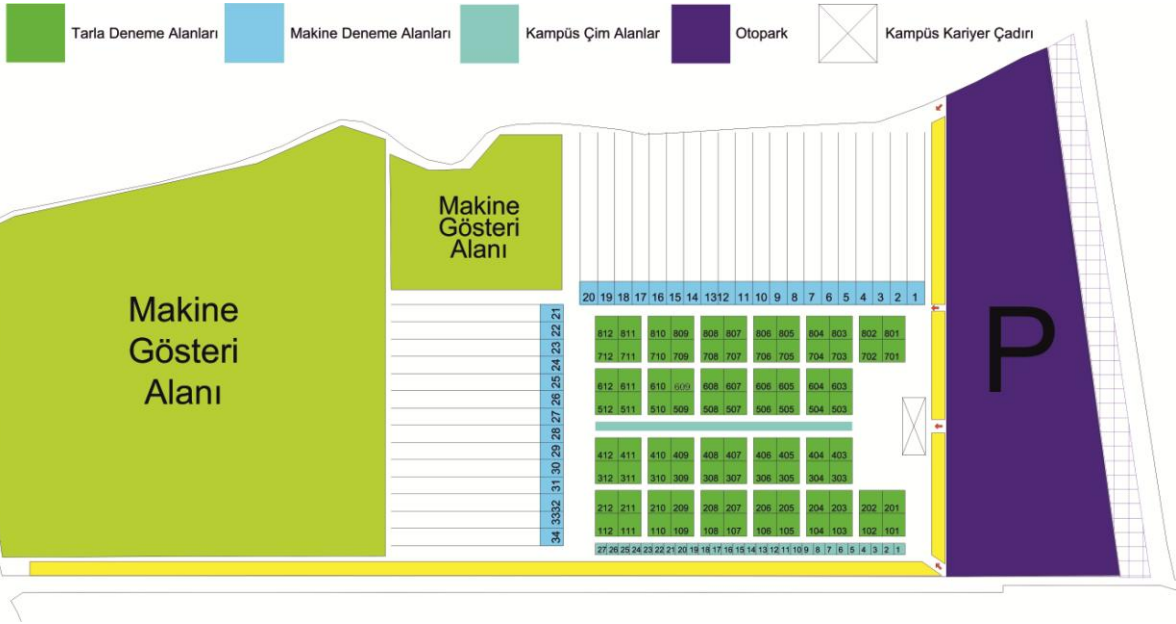 Tarla Deneme Alanları Makine Deneme Alanları Kampüs Çim Alanlar Otopark Kampüs Kariyer Çadırı
Makine
Gösteri
Alanı
Makine
Gösteri
Alanı
P
20 19 18 17 16 15 14 1312 11 10 9 8 7 6 5 4 3 2 1
21
22
23
24
25
26
27
28
29
30
31
3332
34
812 811 810 809 808 807 806 805 804 803 802 801
712 711 710 709 708 707 706 705 704 703 702 701
612 611 610 609 608 607 606 605 604 603
512 511 510 509 508 507 506 505 504 503
412 411 410 409 408 407 406 405 404 403
312 311 310 309 308 307 306 305 304 303
212 211 210 209 208 207 206 205 204 203 202 201
112 111 110 109 108 107 106 105 104 103 102 101
27 26 25 24 23 22 21 20 19 18 17 16 15 14 13 12 11 10 9 8 7 6 5 4 3 2 1